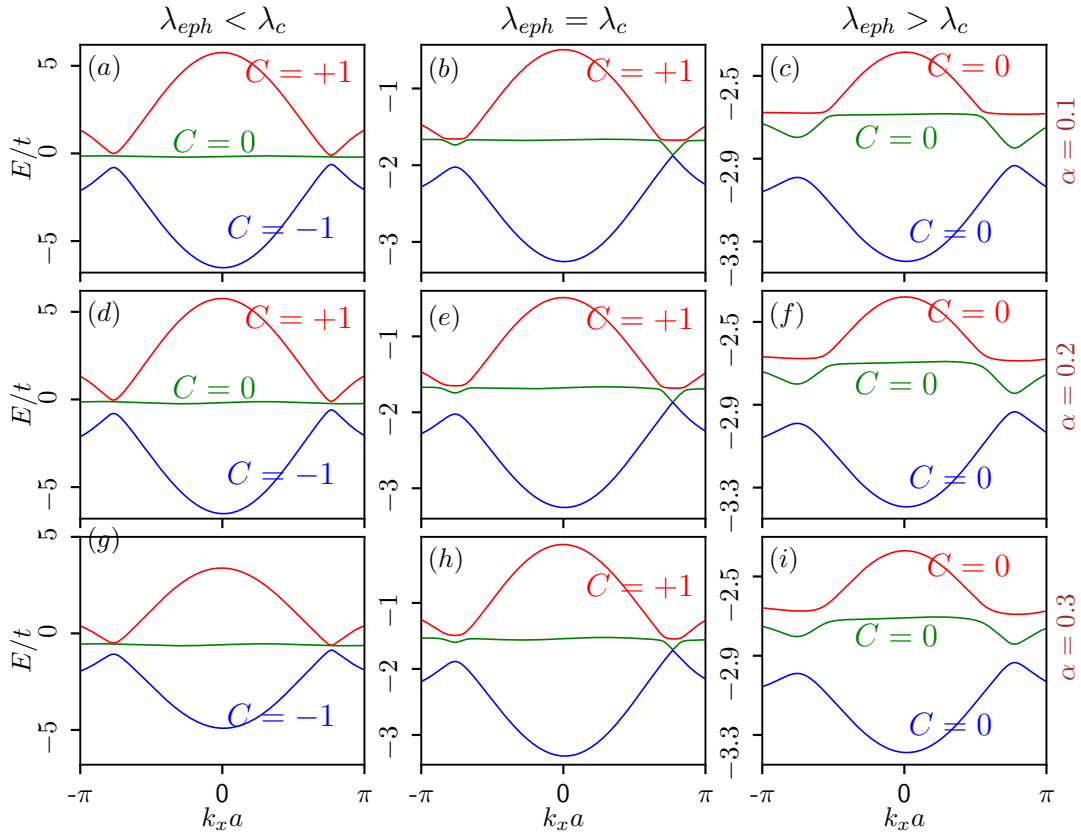 λ_eph < λ_c
λ_eph = λ_c
λ_eph > λ_c
(a)
C = +1
C = 0
C = −1
5
0
−5
E/t
(b)
C = +1
−1
−2
−3
(c)
C = 0
C = 0
C = 0
−2.5
−2.9
−3.3
α = 0.1
(d)
C = +1
C = 0
C = −1
5
0
−5
E/t
(e)
C = +1
−1
−2
−3
(f)
C = 0
C = 0
C = 0
−2.5
−2.9
−3.3
α = 0.2
(g)
C = −1
5
0
−5
E/t
-π
0
π
k_x a
(h)
C = +1
−1
−2
−3
0
π
k_x a
(i)
C = 0
C = 0
C = 0
−2.5
−2.9
−3.3
-π
0
π
k_x a
α = 0.3